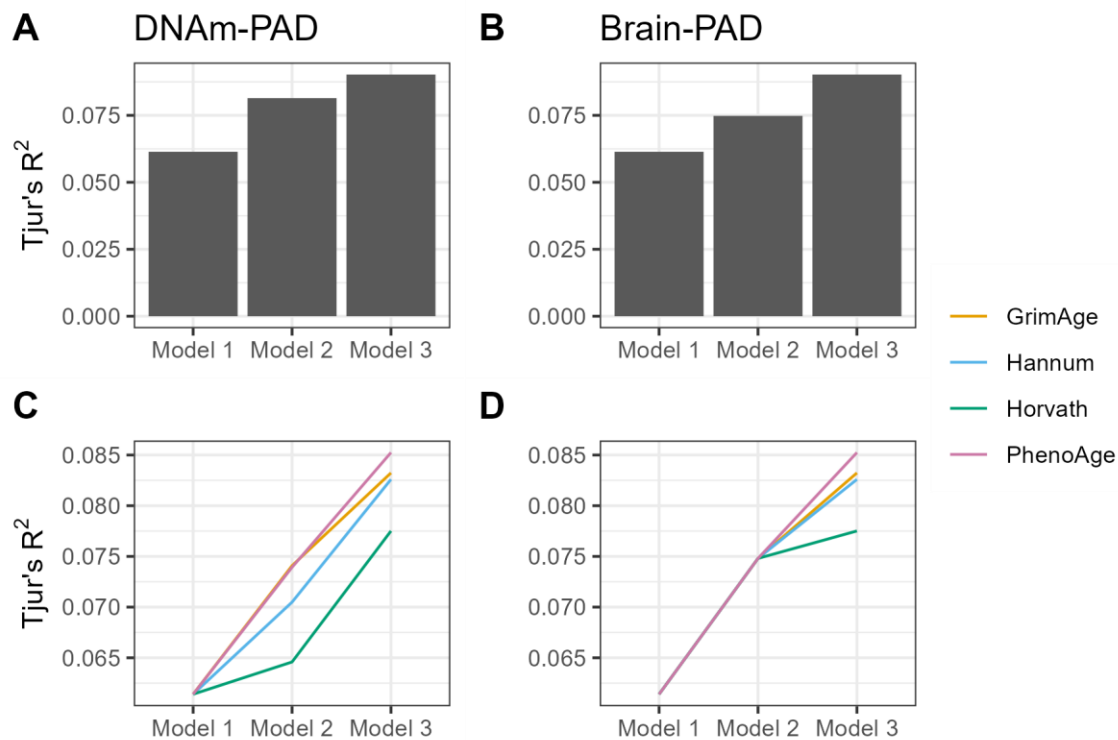 A DNAm-PAD
Tjur's R²
0.075
0.050
0.025
0.000
Model 1 Model 2 Model 3
B Brain-PAD
0.075
0.050
0.025
0.000
Model 1 Model 2 Model 3
C
Tjur's R²
0.085
0.080
0.075
0.070
0.065
Model 1 Model 2 Model 3
D
0.085
0.080
0.075
0.070
0.065
Model 1 Model 2 Model 3
GrimAge
Hannum
Horvath
PhenoAge